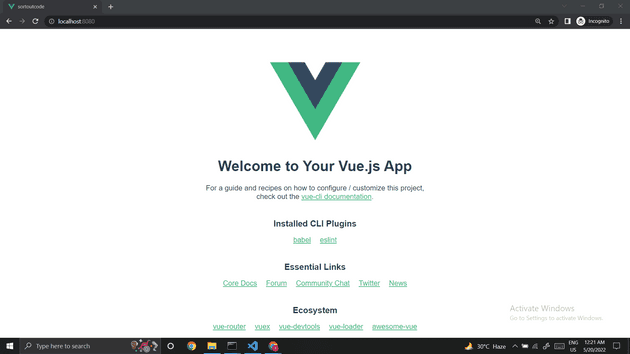 sortoutcode
localhost:8080
Incognito
Welcome to Your Vue.js App
For a guide and recipes on how to configure / customize this project,
check out the vue-cli documentation.
Installed CLI Plugins
babel eslint
Essential Links
Core Docs Forum Community Chat Twitter News
Ecosystem
vue-router vuex vue-devtools vue-loader awesome-vue
Activate Windows
Go to Settings to activate Windows.
Type here to search
30°C Haze
ENG
US
12:21 AM
5/20/2022